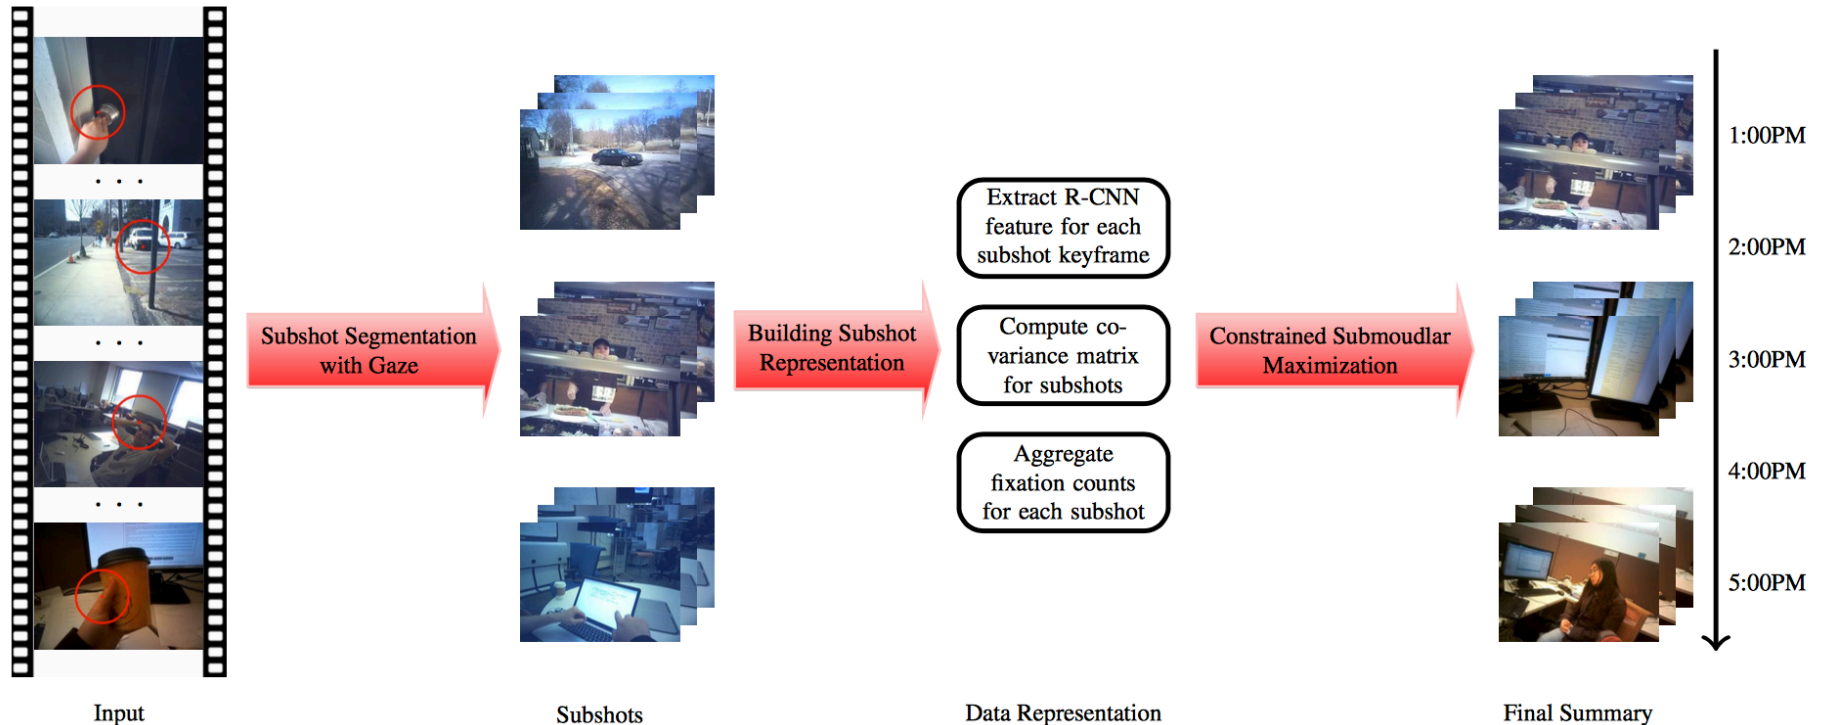 Subshot Segmentation
with Gaze
Building Subshot
Representation
Extract R-CNN
feature for each
subshot keyframe
Compute co-
variance matrix
for subshots
Aggregate
fixation counts
for each subshot
Constrained Submoudlar
Maximization
1:00PM
2:00PM
3:00PM
4:00PM
5:00PM
Input
Subshots
Data Representation
Final Summary